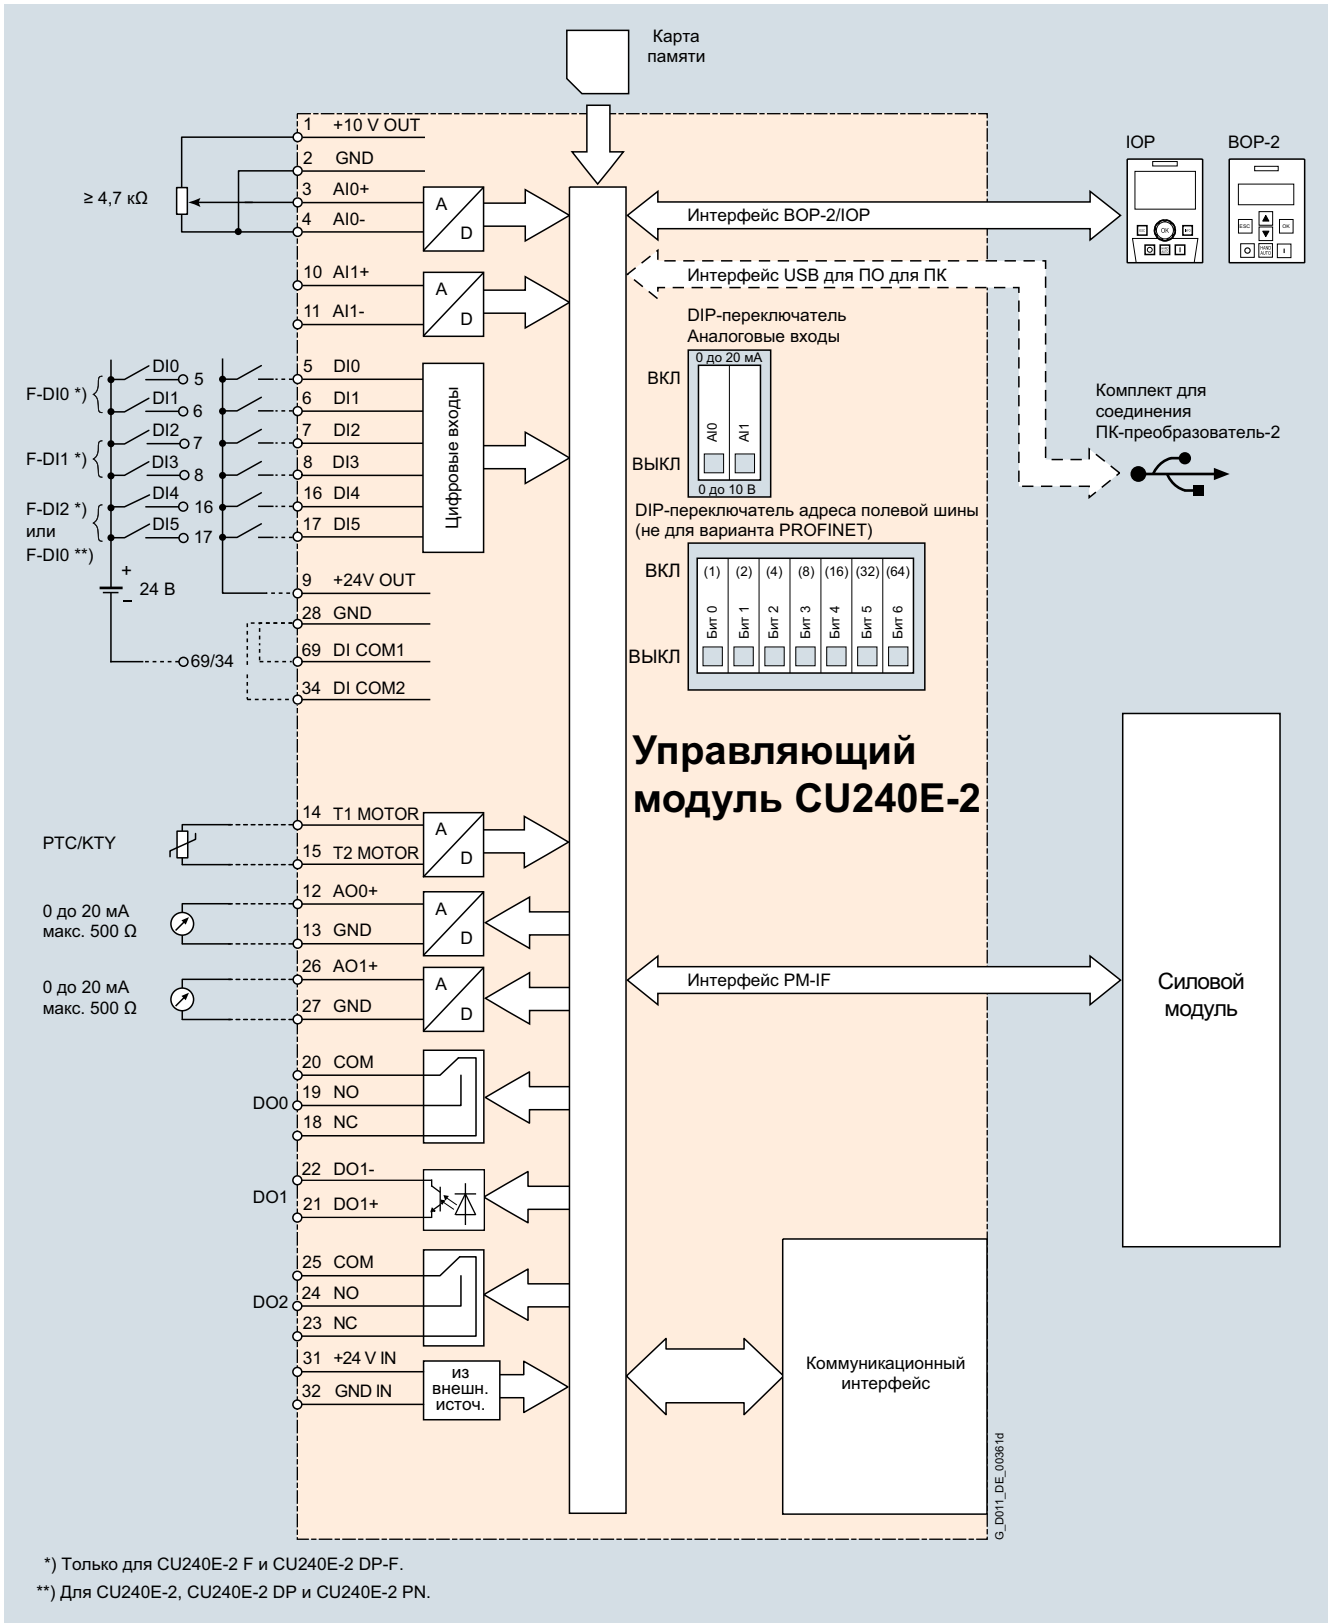 Карта
памяти
1 +10 V OUT
2 GND
≥ 4,7 кΩ
3 AI0+
4 AI0-
A
D
10 AI1+
11 AI1-
A
D
Интерфейс BOP-2/IOP
IOP
BOP-2
ESC
OK
OK
HAND
AUTO
Интерфейс USB для ПО для ПК
Комплект для
соединения
ПК-преобразователь-2
DIP-переключатель
Аналоговые входы
0 до 20 мА
ВКЛ
AI0
AI1
ВЫКЛ
0 до 10 В
DIP-переключатель адреса полевой шины
(не для варианта PROFINET)
ВКЛ
(1) (2) (4) (8) (16) (32) (64)
Бит 0 Бит 1 Бит 2 Бит 3 Бит 4 Бит 5 Бит 6
ВЫКЛ
F-DI0 *)
F-DI1 *)
F-DI2 *)
или
F-DI0 **)
DI0 5
DI1 6
DI2 7
DI3 8
DI4 16
DI5 17
5 DI0
6 DI1
7 DI2
8 DI3
16 DI4
17 DI5
Цифровые входы
+
24 В
–
69/34
9 +24V OUT
28 GND
69 DI COM1
34 DI COM2
Управляющий
модуль CU240E-2
PTC/KTY
14 T1 MOTOR
15 T2 MOTOR
A
D
0 до 20 мА
макс. 500 Ω
12 AO0+
13 GND
A
D
0 до 20 мА
макс. 500 Ω
26 AO1+
27 GND
A
D
Интерфейс PM-IF
Силовой
модуль
DO0
20 COM
19 NO
18 NC
DO1
22 DO1-
21 DO1+
DO2
25 COM
24 NO
23 NC
31 +24 V IN
32 GND IN
из
внешн.
источ.
Коммуникационный
интерфейс
G_D011_DE_00361d
*) Только для CU240E-2 F и CU240E-2 DP-F.
**) Для CU240E-2, CU240E-2 DP и CU240E-2 PN.